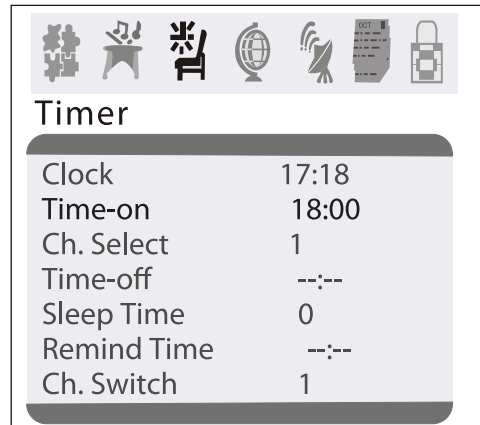 OCT
Timer
Clock 17:18
Time-on 18:00
Ch. Select 1
Time-off --:--
Sleep Time 0
Remind Time --:--
Ch. Switch 1